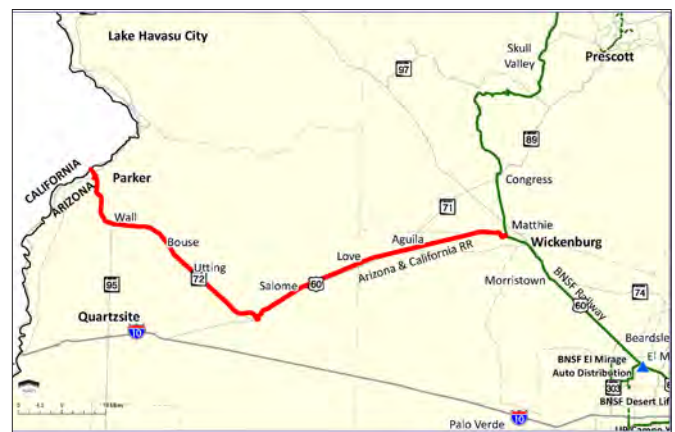 Lake Havasu City
Skull
Valley
Prescott
97
89
CALIFORNIA
ARIZONA
Parker
Congress
71
Wall
Matthie
Wickenburg
Bouse
Aguila
Love
Arizona & California RR
Utting
72
Salome
60
95
Morristown
BNSF Railway
60
74
Quartzsite
10
Beardsle
BNSF El Mirage
Auto Distribution
El M
303
BNSF Desert Lif
Palo Verde
10